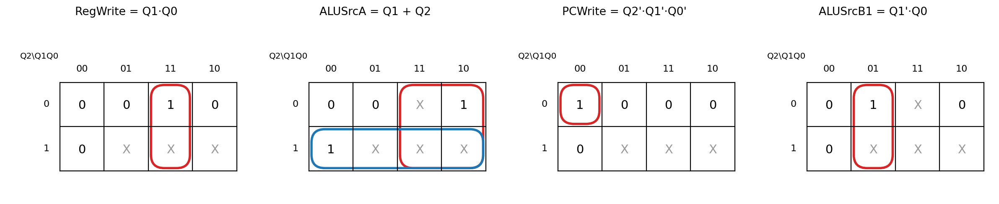 RegWrite = Q1·Q0
Q2\Q1Q0
00 01 11 10
0 0 0 1 0
1 0 X X X
ALUSrcA = Q1 + Q2
Q2\Q1Q0
00 01 11 10
0 0 0 X 1
1 1 X X X
PCWrite = Q2'·Q1'·Q0'
Q2\Q1Q0
00 01 11 10
0 1 0 0 0
1 0 X X X
ALUSrcB1 = Q1'·Q0
Q2\Q1Q0
00 01 11 10
0 0 1 X 0
1 0 X X X